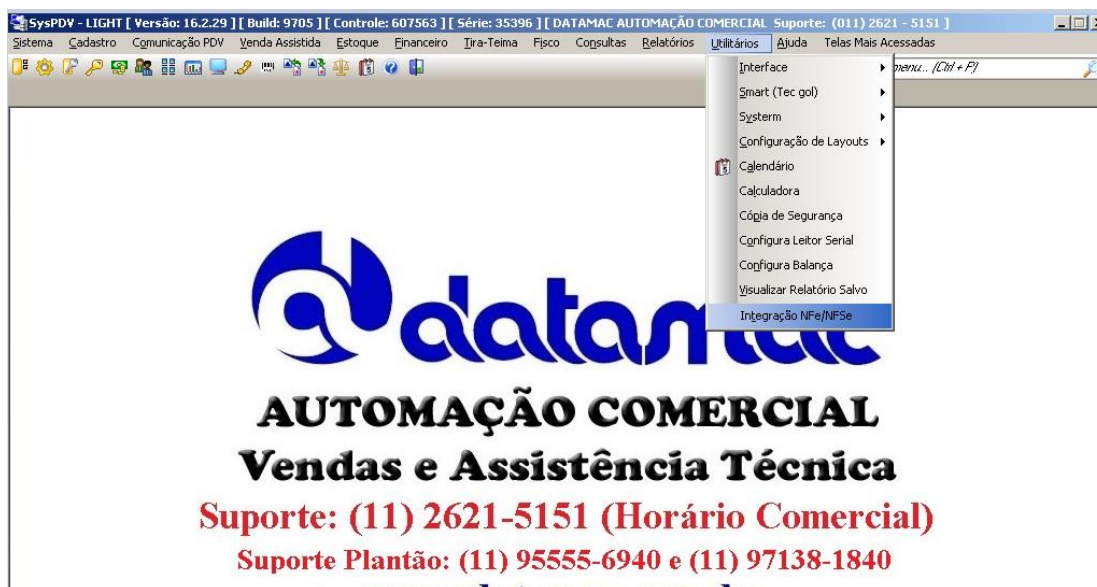 SysPDV - LIGHT [ Versão: 16.2.29 ] [ Build: 9705 ] [ Controle: 607563 ] [ Série: 35396 ] [ DATAMAC AUTOMAÇÃO COMERCIAL Suporte: (011) 2621 - 5151 ]
Sistema Cadastro Comunicação PDV Venda Assistida Estoque Financeiro Tira-Teima Fisco Consultas Relatórios Utilitários Ajuda Telas Mais Acessadas
menu... (Ctrl + P)
Interface
Smart (Tec gol)
Systerm
Configuração de Layouts
Calendário
Calculadora
Cópia de Segurança
Configura Leitor Serial
Configura Balança
Visualizar Relatório Salvo
Integração NFe/NFSe
datamac
AUTOMAÇÃO COMERCIAL
Vendas e Assistência Técnica
Suporte: (11) 2621-5151 (Horário Comercial)
Suporte Plantão: (11) 95555-6940 e (11) 97138-1840